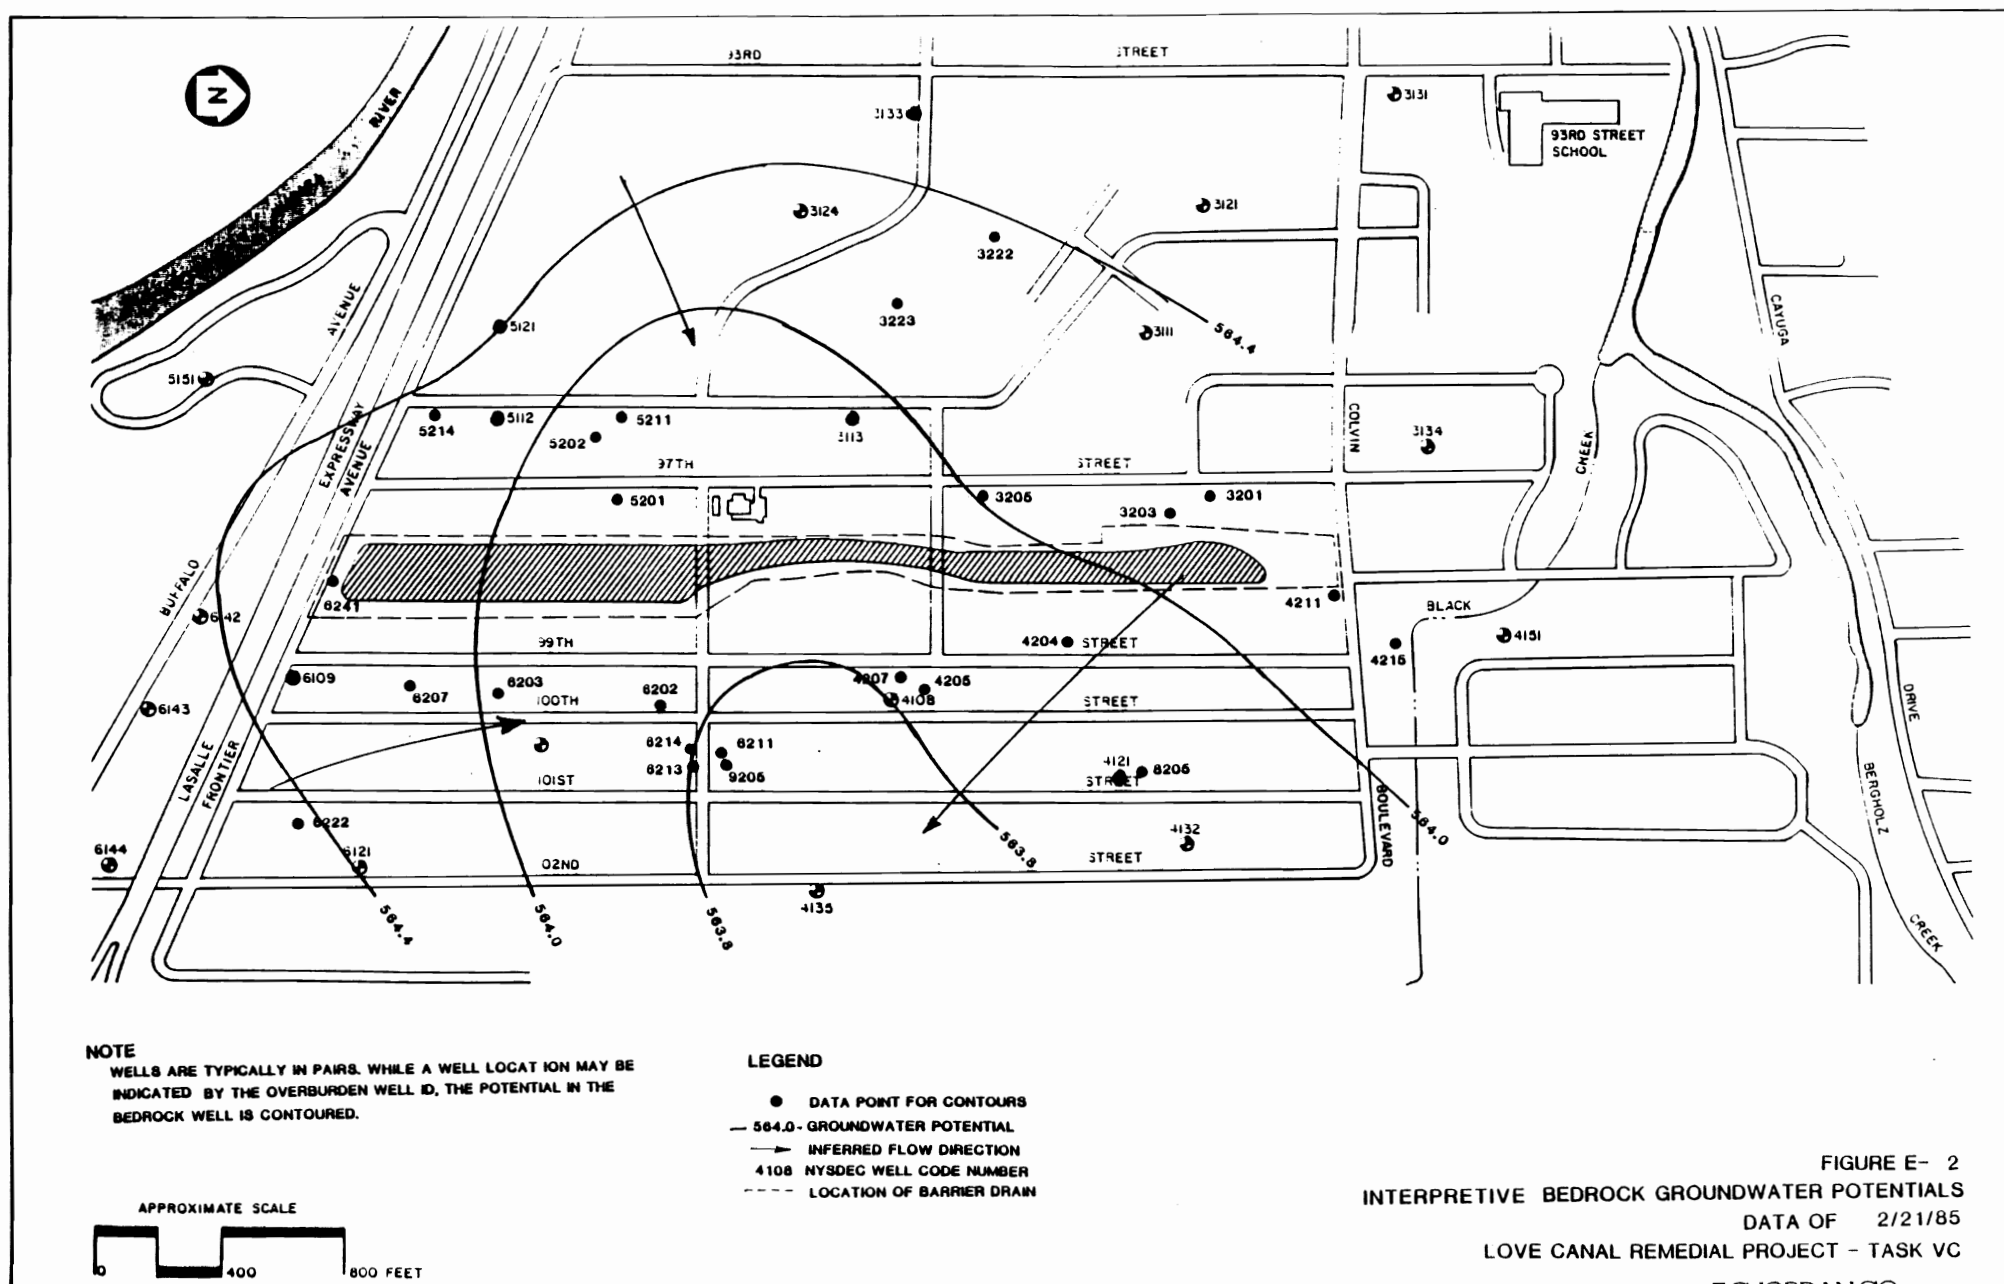 N
RIVER
93RD STREET
3133
3131
93RD STREET
SCHOOL
3124
3121
3222
3223
3111
564.4
5121
5151
AVENUE
CAYUGA
5214
5112
5211
5202
3113
COLVIN
3134
CREEK
EXPRESSWAY
AVENUE
97TH STREET
5201
3205
3203
3201
BUFFALO
6241
6142
4211
BLACK
4151
99TH STREET
4204
4215
6109
6207
6203
6202
4207
4205
4108
100TH STREET
6143
DRIVE
LASALLE
FRONTIER
6214
6211
6213
9205
101ST STREET
4121
8205
BERGHOLZ
BOULEVARD
564.0
6222
6121
563.8
4132
6144
02ND STREET
4135
564.4
564.0
563.8
CREEK
NOTE
WELLS ARE TYPICALLY IN PAIRS. WHILE A WELL LOCAT ION MAY BE
INDICATED BY THE OVERBURDEN WELL ID, THE POTENTIAL IN THE
BEDROCK WELL IS CONTOURED.
LEGEND
DATA POINT FOR CONTOURS
— 564.0 - GROUNDWATER POTENTIAL
INFERRED FLOW DIRECTION
4108 NYSDEC WELL CODE NUMBER
---- LOCATION OF BARRIER DRAIN
APPROXIMATE SCALE
0 400 800 FEET
FIGURE E- 2
INTERPRETIVE BEDROCK GROUNDWATER POTENTIALS
DATA OF 2/21/85
LOVE CANAL REMEDIAL PROJECT - TASK VC